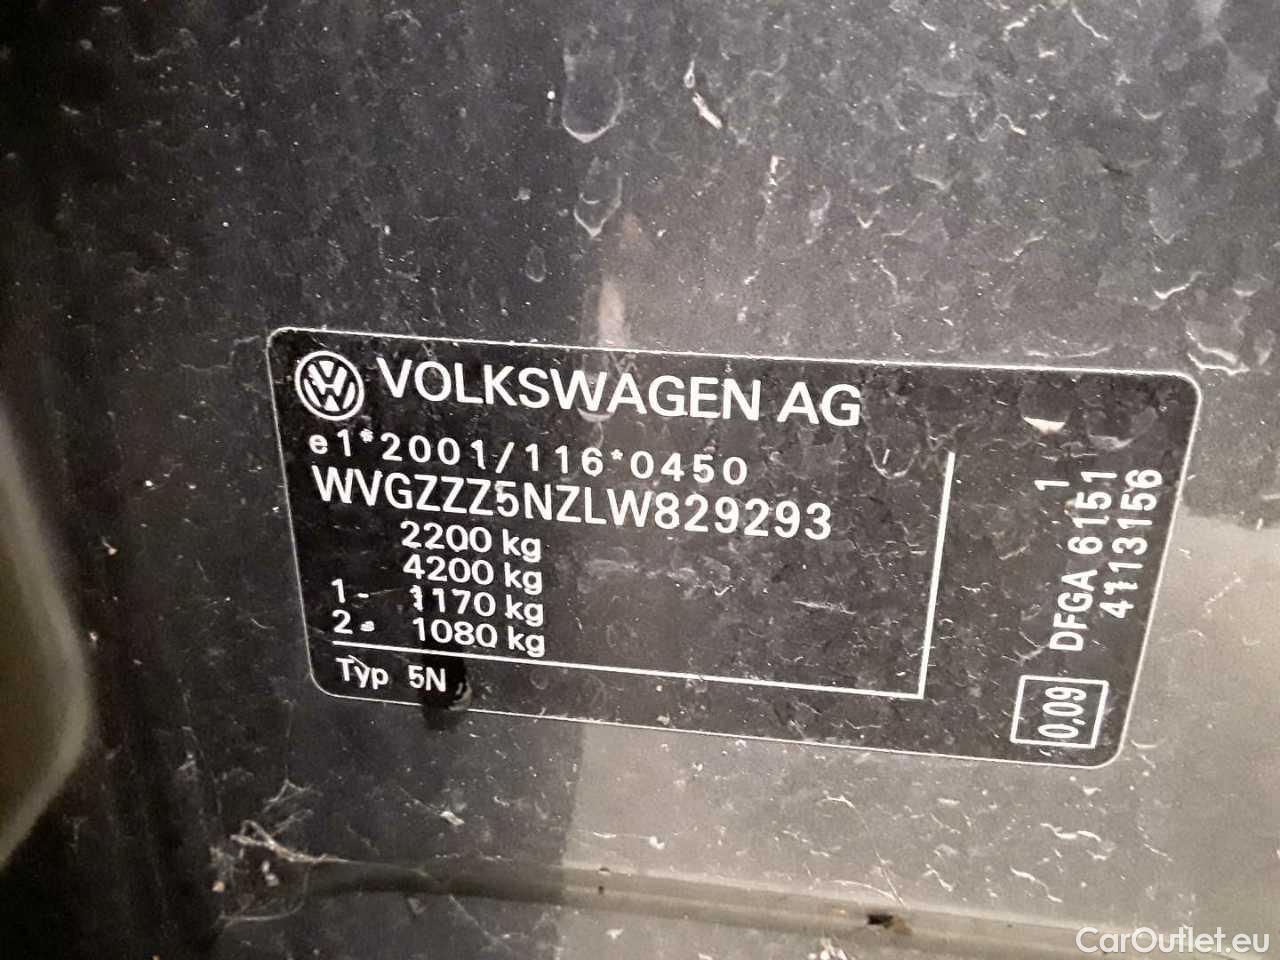 VOLKSWAGEN AG
e1*2001/116*0450
WVGZZZ5NZLW829293
2200 kg
4200 kg
1- 1170 kg
2- 1080 kg
Typ 5N
1
DFGA 6151
4113156
0,09
CarOutlet.eu